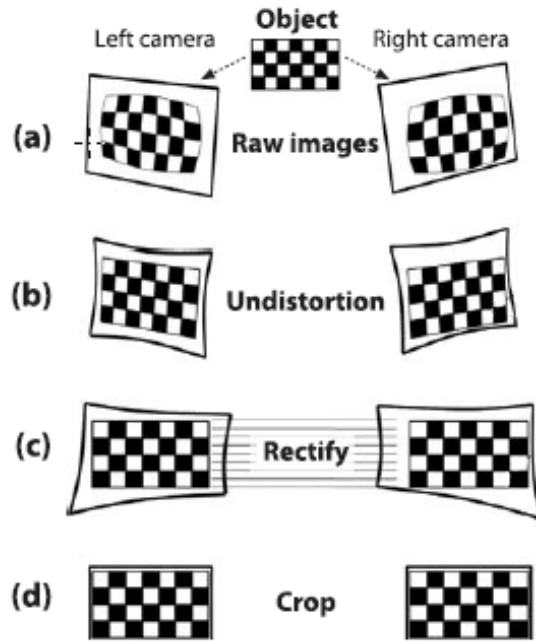 Object
Left camera
Right camera
(a)
Raw images
(b)
Undistortion
(c)
Rectify
(d)
Crop